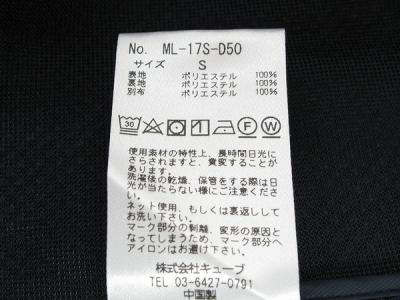 No. ML-17S-D50
サイズ S
表地 ポリエステル 100%
裏地 ポリエステル 100%
別布 ポリエステル 100%
30 F W
使用素材の特性上、長時間日光に
さらされますと、黄変することが
あります。
洗濯後の乾燥、保管をする際は日
光が当たらない様にご注意くださ
い。
ネット使用、もしくは裏返しして
お洗い下さい。
マーク部分の剥離、変形の原因と
なってしまうため、マーク部分へ
アイロンはお避け下さい。
株式会社キューブ
TEL 03-6427-0791
中国製